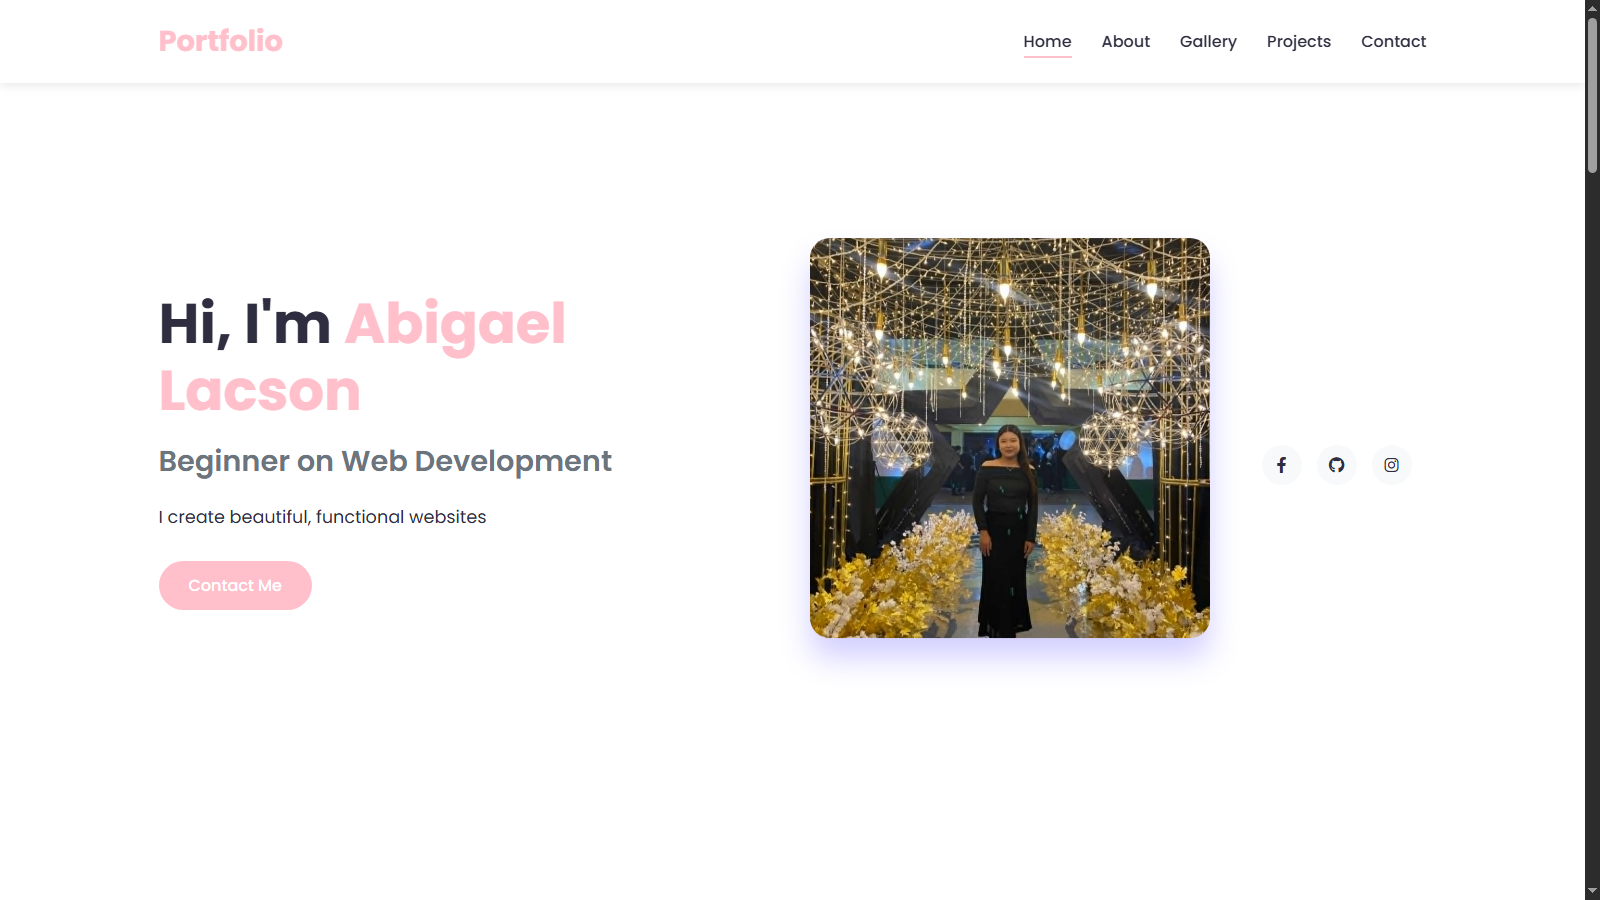 Portfolio
Home About Gallery Projects Contact
Hi, I'm Abigael
Lacson
Beginner on Web Development
I create beautiful, functional websites
Contact Me